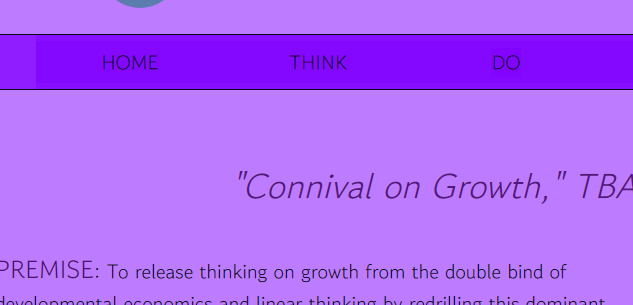 HOME THINK DO
"Connival on Growth," TBA
PREMISE: To release thinking on growth from the double bind of
developmental economics and linear thinking by redrilling this dominant